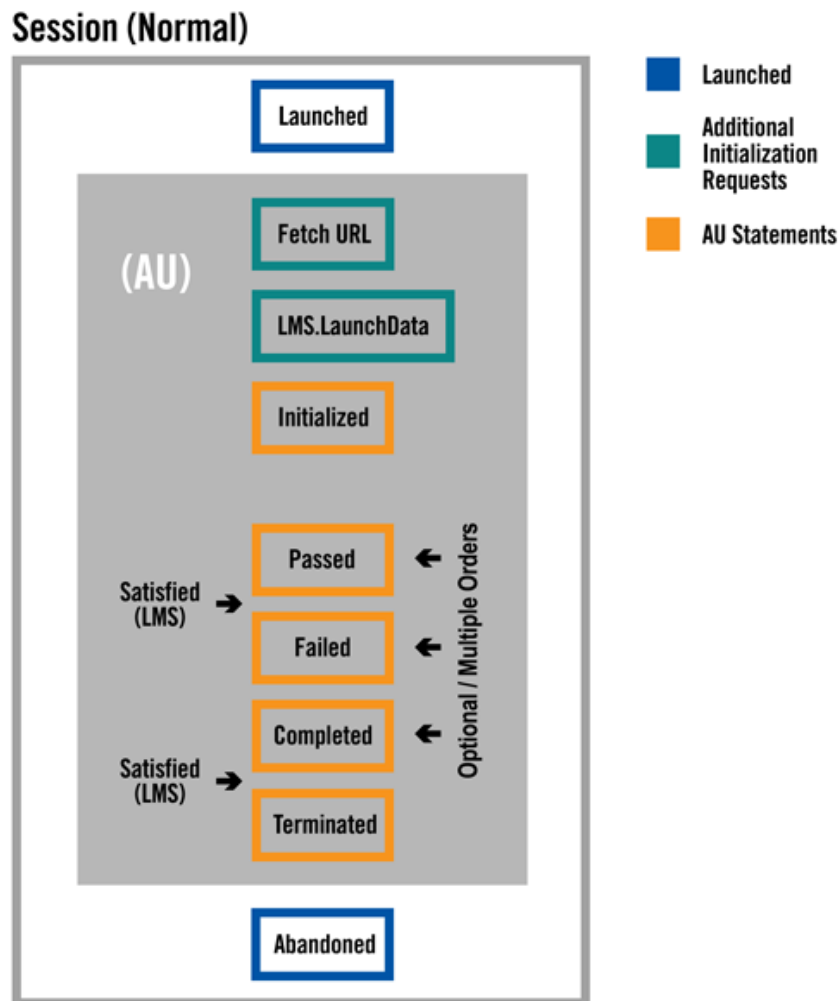 Session (Normal)
Launched
Launched
Additional
Initialization
Requests
AU Statements
(AU)
Fetch URL
LMS.LaunchData
Initialized
Passed
Satisfied
(LMS)
Failed
Optional / Multiple Orders
Completed
Satisfied
(LMS)
Terminated
Abandoned